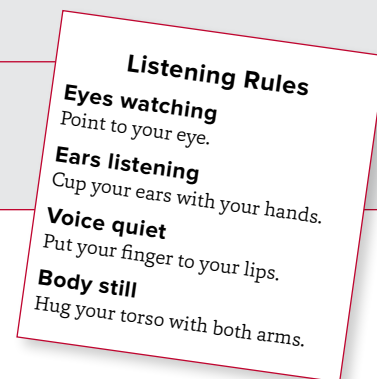 Listening Rules
Eyes watching
Point to your eye.
Ears listening
Cup your ears with your hands.
Voice quiet
Put your finger to your lips.
Body still
Hug your torso with both arms.